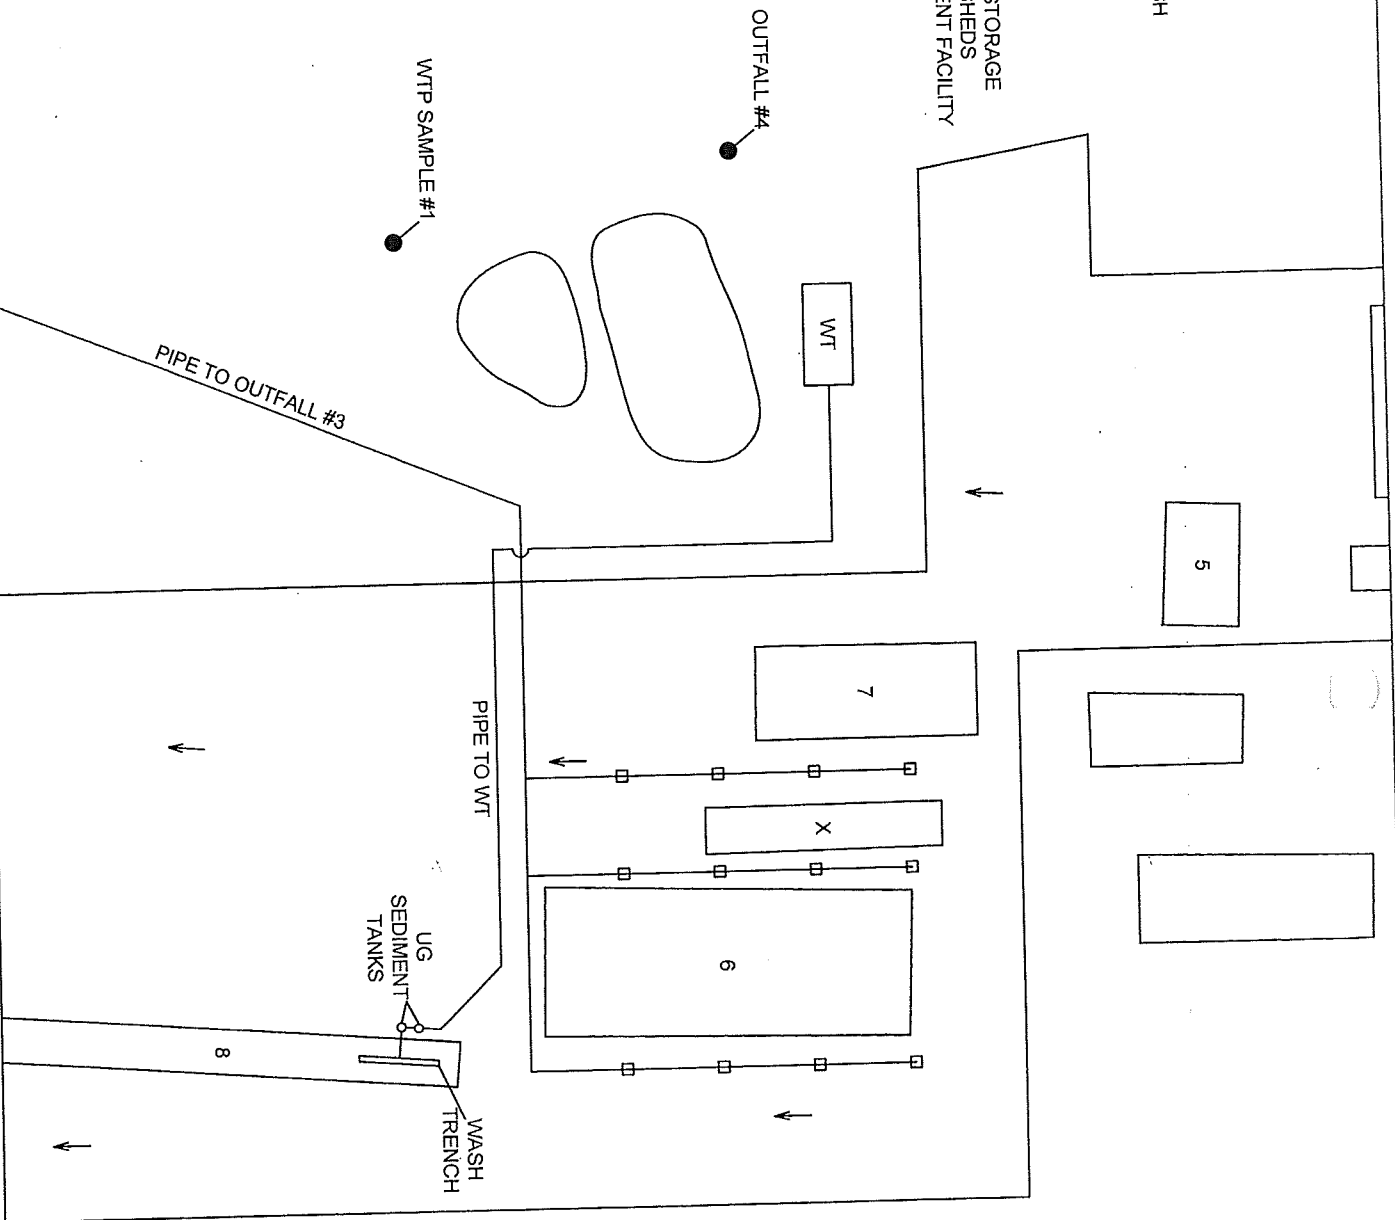 STORAGE
SHEDS
ENT FACILITY
OUTFALL #4
WTP SAMPLE #1
WT
PIPE TO OUTFALL #3
5
7
X
6
PIPE TO WT
UG
SEDIMENT
TANKS
8
WASH
TRENCH